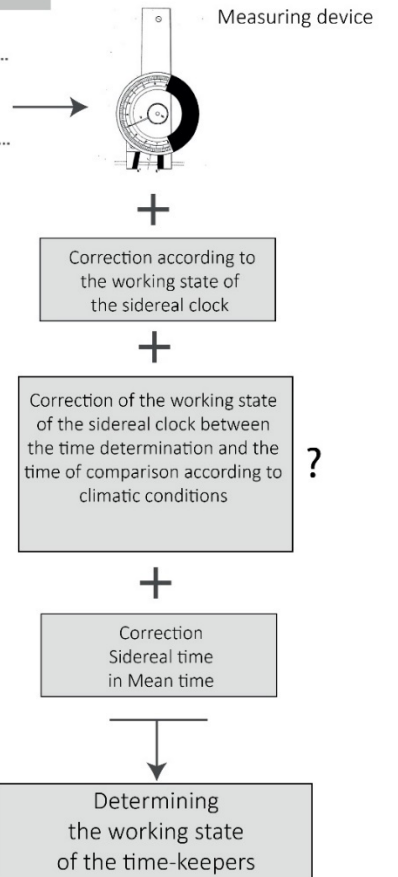 Measuring device
..
...
+
Correction according to
the working state of
the sidereal clock
+
Correction of the working state
of the sidereal clock between
the time determination and the
time of comparison according to
climatic conditions
?
+
Correction
Sidereal time
in Mean time
Determining
the working state
of the time-keepers